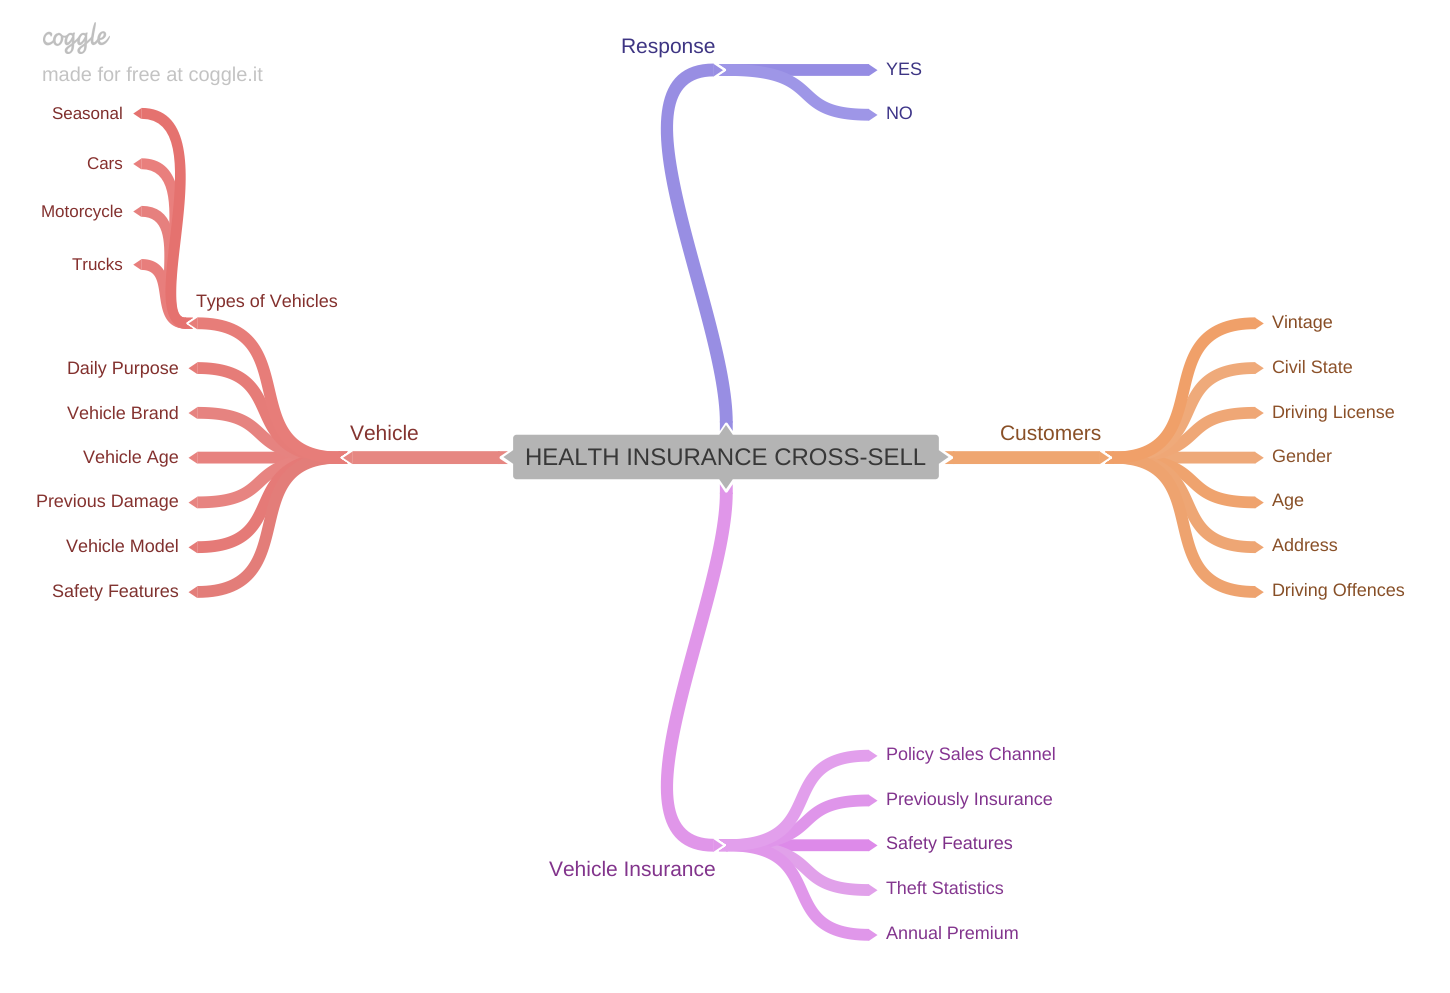 coggle
made for free at coggle.it
Response
YES
NO
Seasonal
Cars
Motorcycle
Trucks
Types of Vehicles
Daily Purpose
Vehicle Brand
Vehicle Age
Previous Damage
Vehicle Model
Safety Features
Vehicle
HEALTH INSURANCE CROSS-SELL
Customers
Vintage
Civil State
Driving License
Gender
Age
Address
Driving Offences
Vehicle Insurance
Policy Sales Channel
Previously Insurance
Safety Features
Theft Statistics
Annual Premium